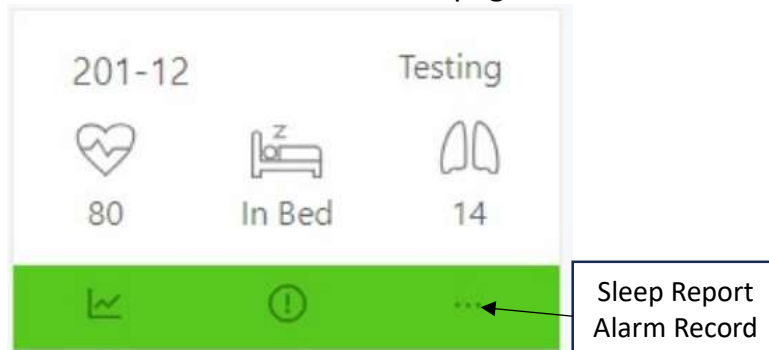 201-12 Testing
z
80 In Bed 14
Sleep Report
Alarm Record